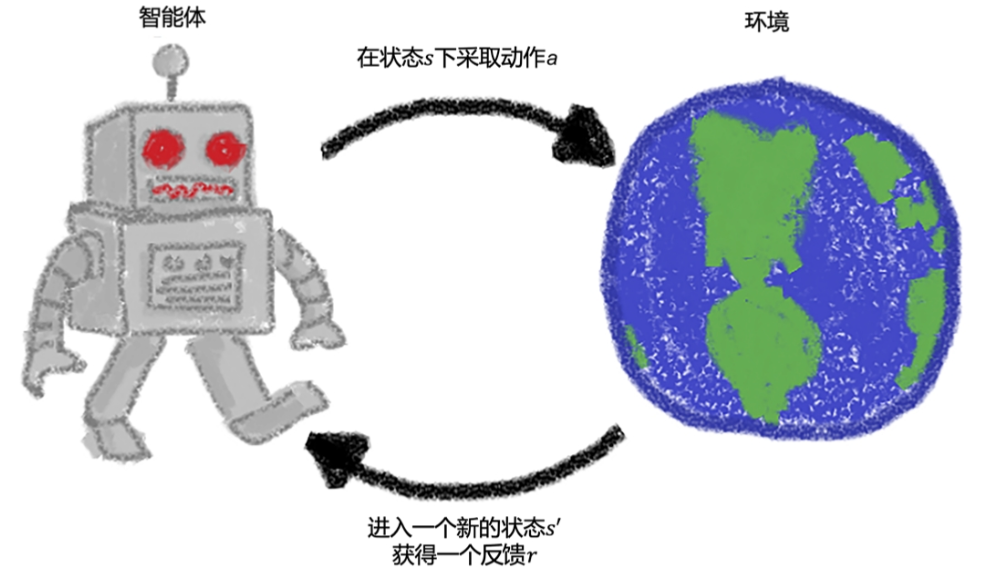 智能体
环境
在状态s下采取动作a
进入一个新的状态s′
获得一个反馈r